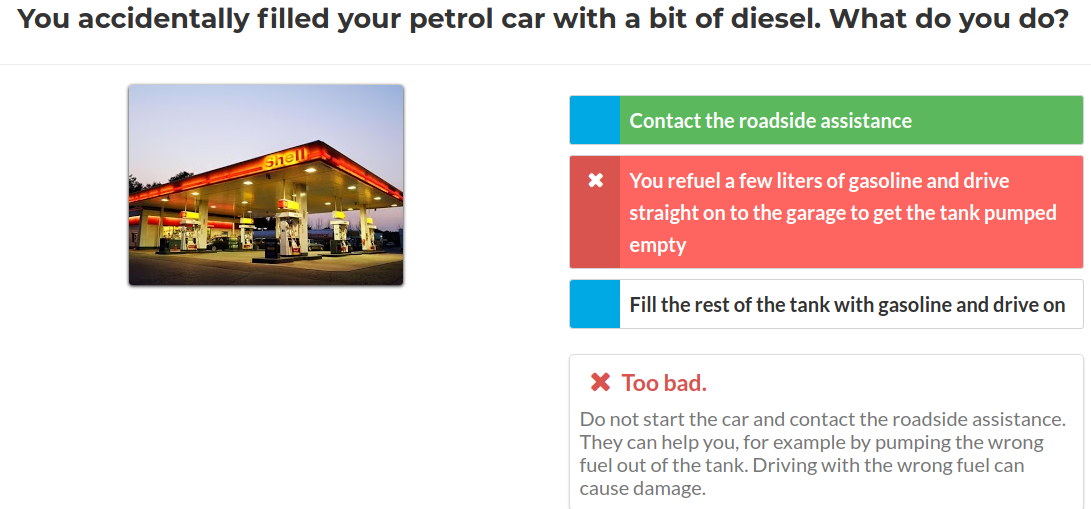 You accidentally filled your petrol car with a bit of diesel. What do you do?
Shell
Contact the roadside assistance
You refuel a few liters of gasoline and drive
straight on to the garage to get the tank pumped
empty
Fill the rest of the tank with gasoline and drive on
Too bad.
Do not start the car and contact the roadside assistance.
They can help you, for example by pumping the wrong
fuel out of the tank. Driving with the wrong fuel can
cause damage.